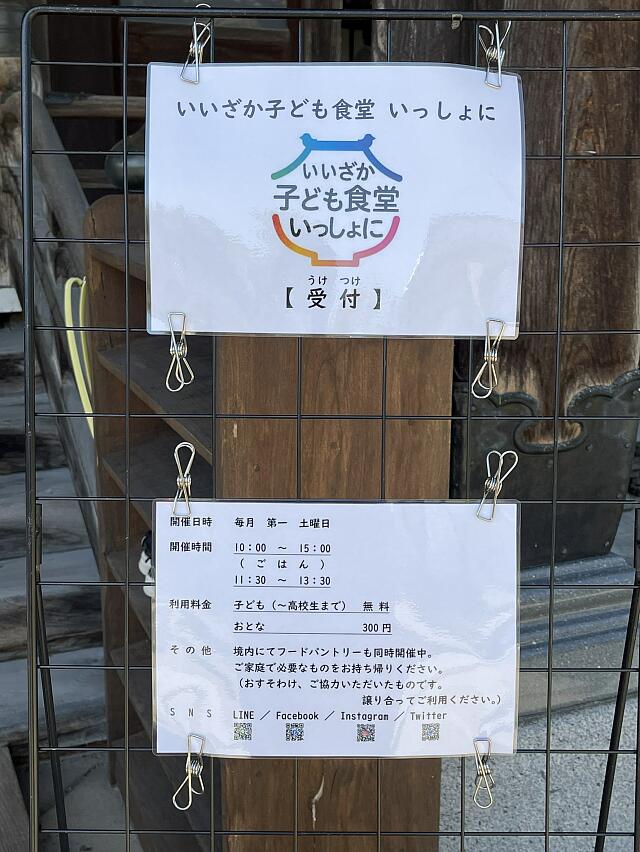 いいざか子ども食堂 いっしょに
いいざか
子ども食堂
いっしょに
うけ つけ
【 受 付 】
開催日時 毎月 第一 土曜日
開催時間 10:00 ～ 15:00
( ご は ん )
11:30 ～ 13:30
利用料金 子ども（～高校生まで） 無 料
おとな 300円
そ の 他 境内にてフードパントリーも同時開催中。
ご家庭で必要なものをお持ち帰りください。
（おすそわけ、ご協力いただいたものです。
譲り合ってご利用ください。）
S N S LINE ／ Facebook ／ Instagram ／ Twitter